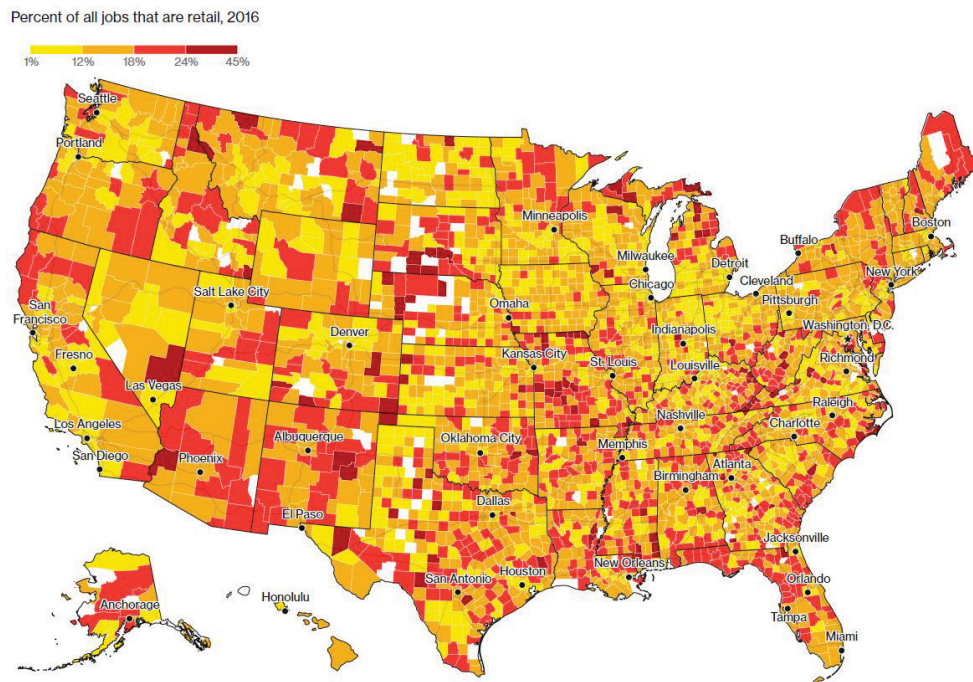 Percent of all jobs that are retail, 2016
1% 12% 18% 24% 45%
Seattle
Portland
Minneapolis
Boston
Buffalo
Milwaukee
Detroit
Chicago
Cleveland
New York
Salt Lake City
Omaha
Pittsburgh
San
Francisco
Denver
Indianapolis
Washington, D.C.
Fresno
Kansas City
St. Louis
Louisville
Richmond
Las Vegas
Nashville
Raleigh
Los Angeles
Albuquerque
Oklahoma City
Memphis
Charlotte
San Diego
Phoenix
Birmingham
Atlanta
Dallas
El Paso
Jacksonville
New Orleans
Houston
San Antonio
Orlando
Honolulu
Anchorage
Tampa
Miami